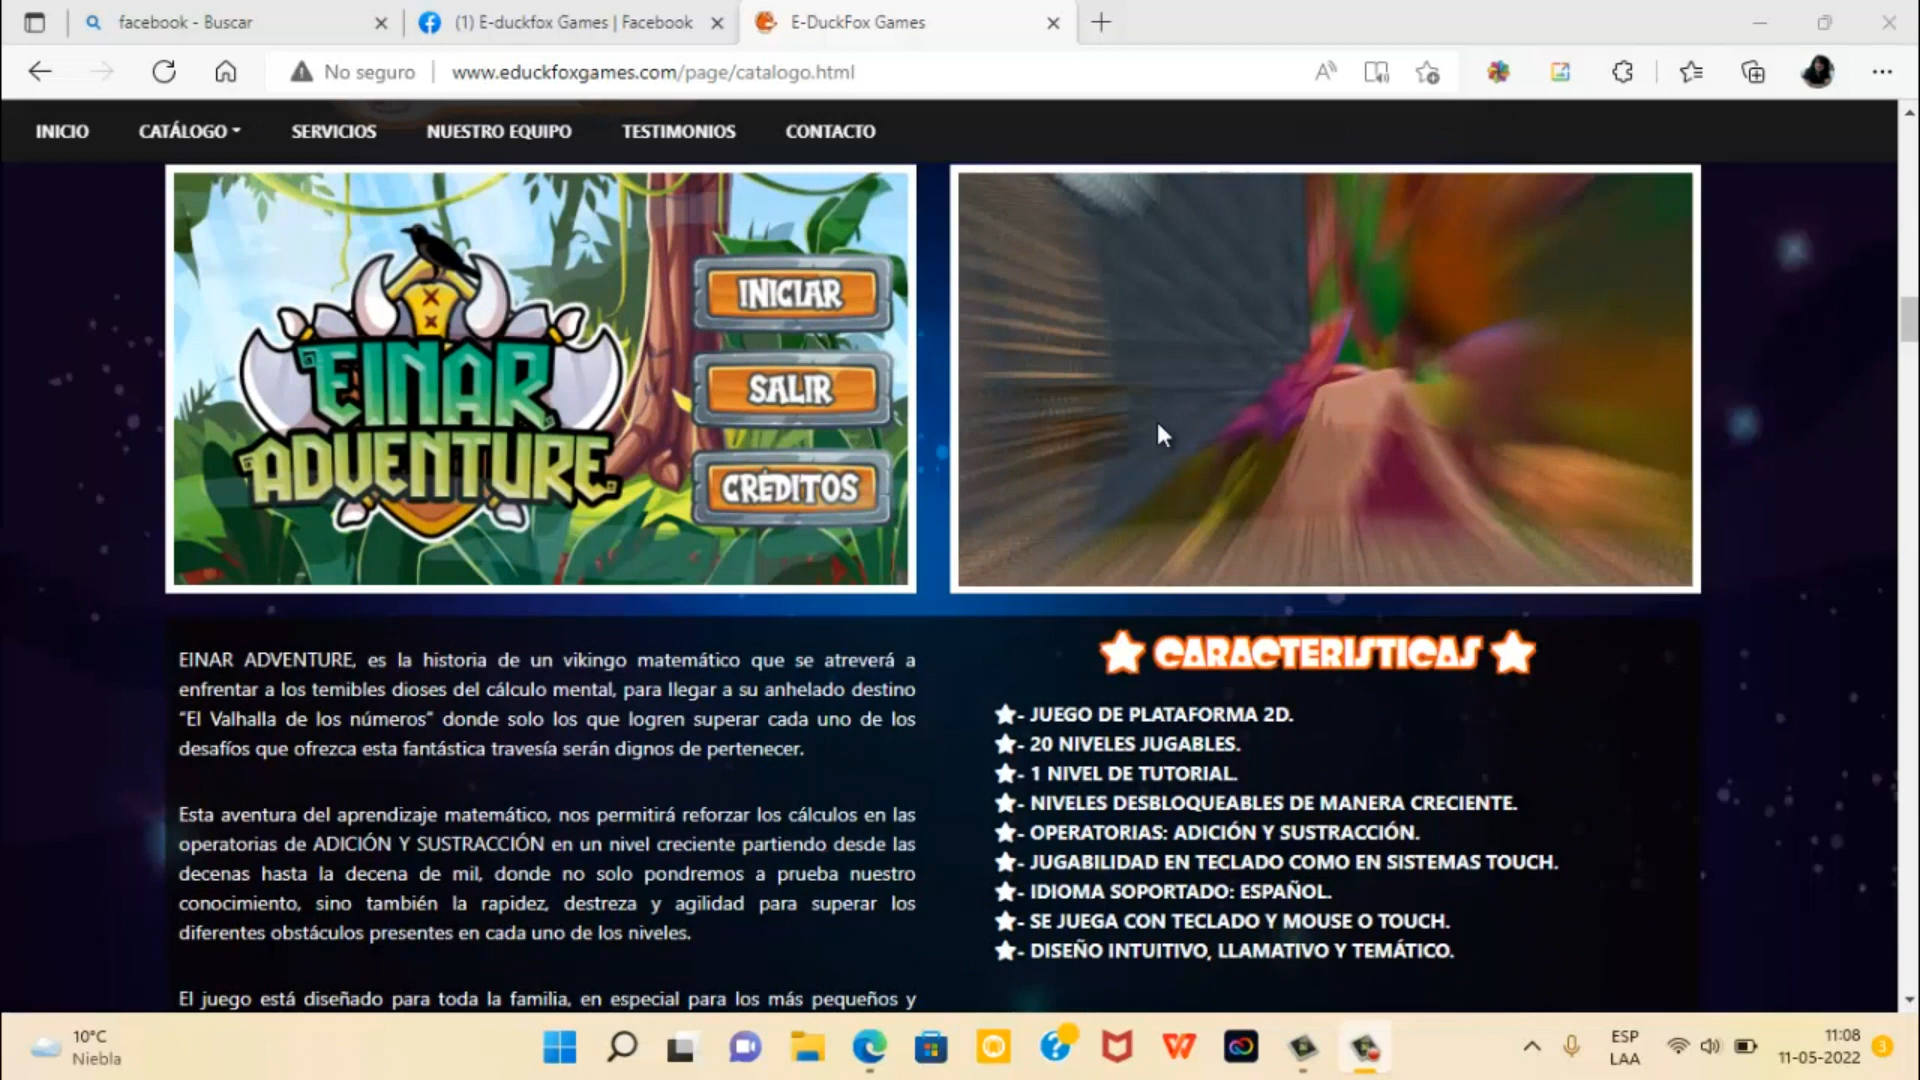 facebook - Buscar
(1) E-duckfox Games | Facebook
E-DuckFox Games
No seguro
www.educkfoxgames.com/page/catalogo.html
INICIO
CATÁLOGO
SERVICIOS
NUESTRO EQUIPO
TESTIMONIOS
CONTACTO
EINAR
ADVENTURE
INICIAR
SALIR
CRÉDITOS
EINAR ADVENTURE, es la historia de un vikingo matemático que se atreverá a
enfrentar a los temibles dioses del cálculo mental, para llegar a su anhelado destino
“El Valhalla de los números” donde solo los que logren superar cada uno de los
desafíos que ofrezca esta fantástica travesía serán dignos de pertenecer.
Esta aventura del aprendizaje matemático, nos permitirá reforzar los cálculos en las
operatorias de ADICIÓN Y SUSTRACCIÓN en un nivel creciente partiendo desde las
decenas hasta la decena de mil, donde no solo pondremos a prueba nuestro
conocimiento, sino también la rapidez, destreza y agilidad para superar los
diferentes obstáculos presentes en cada uno de los niveles.
El juego está diseñado para toda la familia, en especial para los más pequeños y
CARACTERISTICAS
- JUEGO DE PLATAFORMA 2D.
- 20 NIVELES JUGABLES.
- 1 NIVEL DE TUTORIAL.
- NIVELES DESBLOQUEABLES DE MANERA CRECIENTE.
- OPERATORIAS: ADICIÓN Y SUSTRACCIÓN.
- JUGABILIDAD EN TECLADO COMO EN SISTEMAS TOUCH.
- IDIOMA SOPORTADO: ESPAÑOL.
- SE JUEGA CON TECLADO Y MOUSE O TOUCH.
- DISEÑO INTUITIVO, LLAMATIVO Y TEMÁTICO.
10°C
Niebla
ESP
LAA
11:08
11-05-2022
3